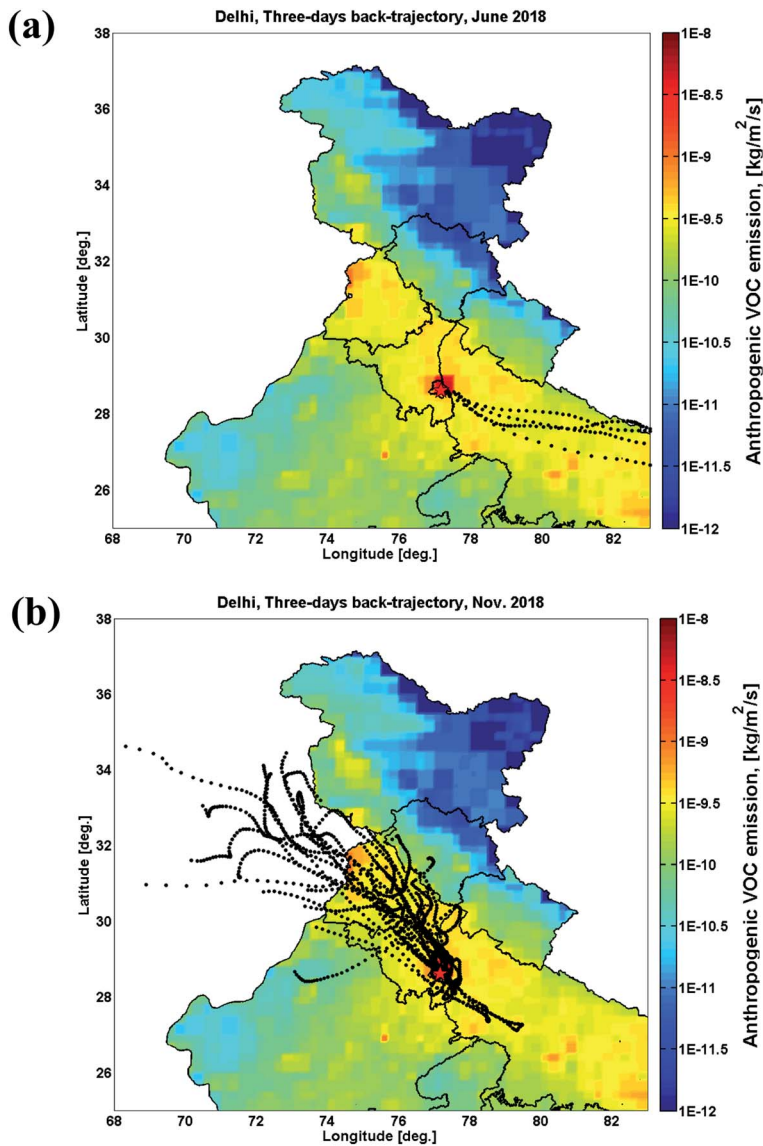 (a)
Delhi, Three-days back-trajectory, June 2018
38
36
34
32
30
28
26
Latitude [deg.]
68 70 72 74 76 78 80 82
Longitude [deg.]
1E-8
1E-8.5
1E-9
1E-9.5
1E-10
1E-10.5
1E-11
1E-11.5
1E-12
Anthropogenic VOC emission, [kg/m²/s]
(b)
Delhi, Three-days back-trajectory, Nov. 2018
38
36
34
32
30
28
26
Latitude [deg.]
68 70 72 74 76 78 80 82
Longitude [deg.]
1E-8
1E-8.5
1E-9
1E-9.5
1E-10
1E-10.5
1E-11
1E-11.5
1E-12
Anthropogenic VOC emission, [kg/m²/s]